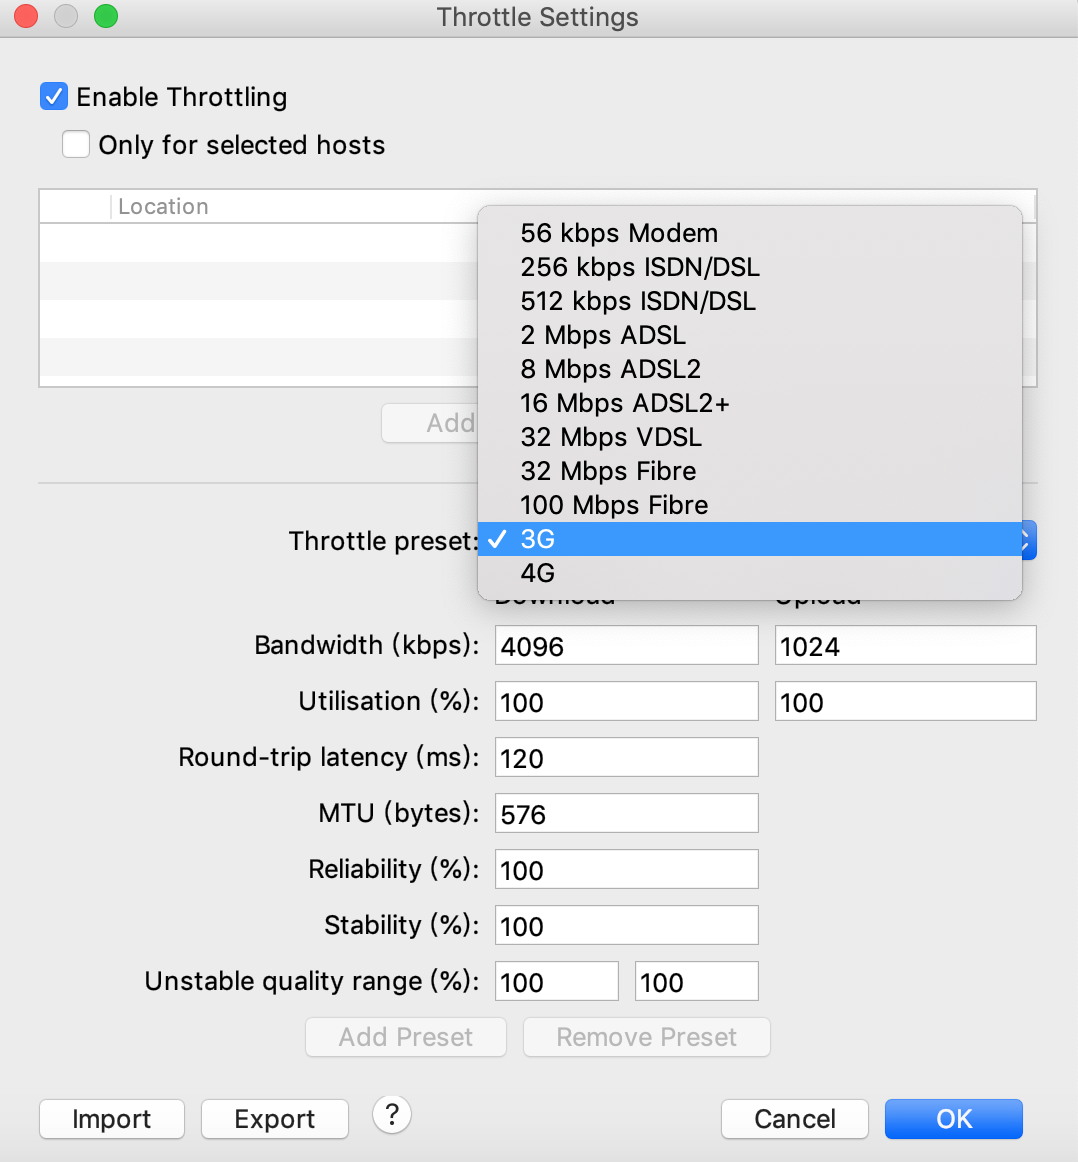 Throttle Settings
Enable Throttling
Only for selected hosts
Location
56 kbps Modem
256 kbps ISDN/DSL
512 kbps ISDN/DSL
2 Mbps ADSL
8 Mbps ADSL2
16 Mbps ADSL2+
32 Mbps VDSL
32 Mbps Fibre
100 Mbps Fibre
Add
Throttle preset: ✓ 3G
4G
Download Upload
Bandwidth (kbps): 4096 1024
Utilisation (%): 100 100
Round-trip latency (ms): 120
MTU (bytes): 576
Reliability (%): 100
Stability (%): 100
Unstable quality range (%): 100 100
Add Preset Remove Preset
Import Export ? Cancel OK